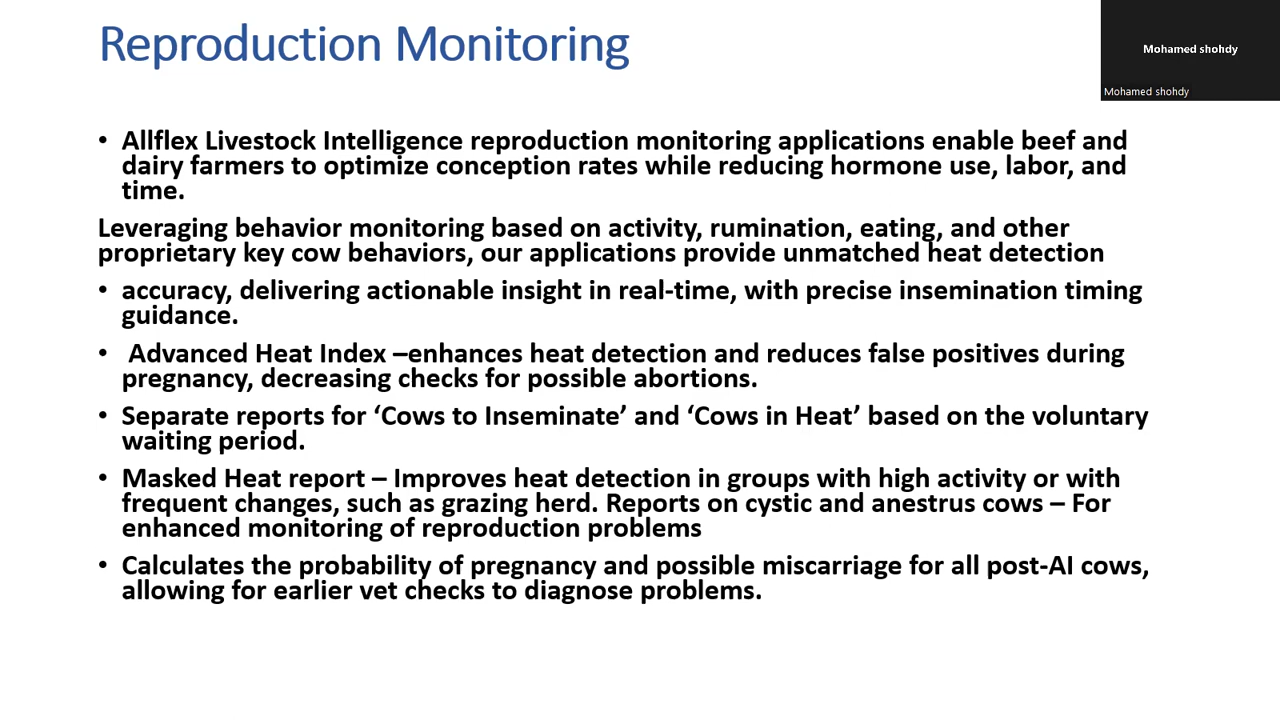 Reproduction Monitoring
Mohamed shohdy
Mohamed shohdy
• Allflex Livestock Intelligence reproduction monitoring applications enable beef and
dairy farmers to optimize conception rates while reducing hormone use, labor, and
time.
Leveraging behavior monitoring based on activity, rumination, eating, and other
proprietary key cow behaviors, our applications provide unmatched heat detection
• accuracy, delivering actionable insight in real-time, with precise insemination timing
guidance.
• Advanced Heat Index –enhances heat detection and reduces false positives during
pregnancy, decreasing checks for possible abortions.
• Separate reports for ‘Cows to Inseminate’ and ‘Cows in Heat’ based on the voluntary
waiting period.
• Masked Heat report – Improves heat detection in groups with high activity or with
frequent changes, such as grazing herd. Reports on cystic and anestrus cows – For
enhanced monitoring of reproduction problems
• Calculates the probability of pregnancy and possible miscarriage for all post-AI cows,
allowing for earlier vet checks to diagnose problems.